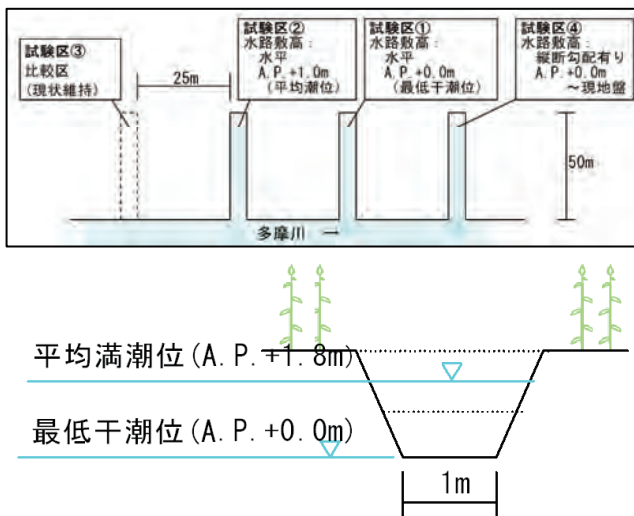 試験区③
比較区
(現状維持)
25m
試験区②
水路敷高:
水平
A.P.+1.0m
(平均潮位)
試験区①
水路敷高:
水平
A.P.+0.0m
(最低干潮位)
試験区④
水路敷高:
縦断勾配有り
A.P.+0.0m
~現地盤
50m
多摩川 →
平均満潮位(A.P.+1.8m)
最低干潮位(A.P.+0.0m)
1m